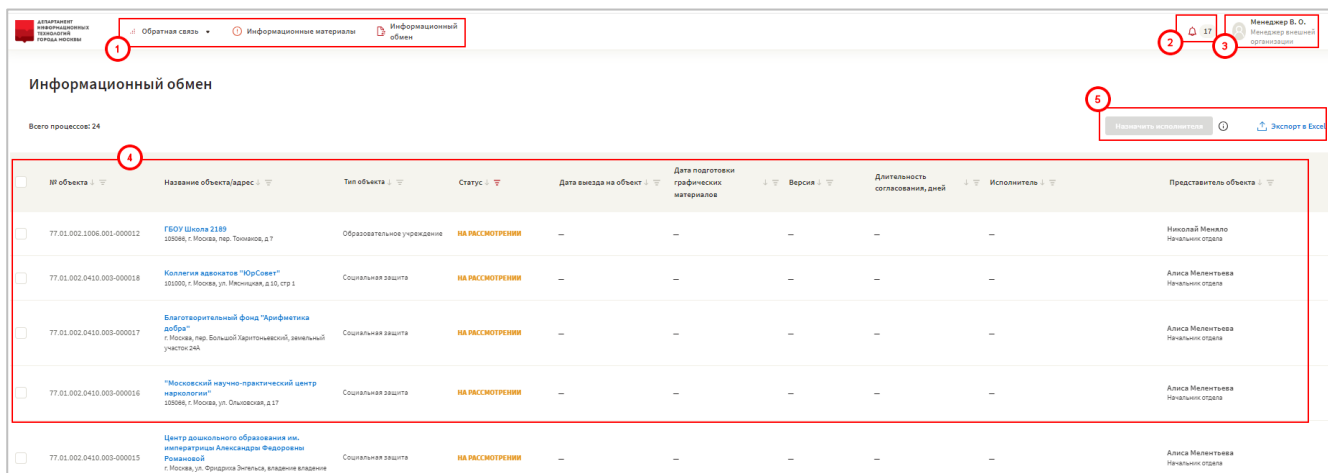 ДЕПАРТАМЕНТ
ИНФОРМАЦИОННЫХ
ТЕХНОЛОГИЙ
ГОРОДА МОСКВЫ
Обратная связь
Информационные материалы
Информационный
обмен
17
Менеджер В. О.
Менеджер внешней
организации
1
2
3
Информационный обмен
5
Всего процессов: 24
Назначить исполнителя
Экспорт в Excel
4
№ объекта
Название объекта/адрес
Тип объекта
Статус
Дата выезда на объект
Дата подготовки
графических
материалов
Версия
Длительность
согласования, дней
Исполнитель
Представитель объекта
77.01.002.1006.001-000012
ГБОУ Школа 2189
105066, г. Москва, пер. Токмаков, д 7
Образовательное учреждение
НА РАССМОТРЕНИИ
– – – – –
Николай Меняло
Начальник отдела
77.01.002.0410.003-000018
Коллегия адвокатов "ЮрСовет"
101000, г. Москва, ул. Мясницкая, д 10, стр 1
Социальная защита
НА РАССМОТРЕНИИ
– – – – –
Алиса Мелентьева
Начальник отдела
77.01.002.0410.003-000017
Благотворительный фонд "Арифметика
добра"
г. Москва, пер. Большой Харитоньевский, земельный
участок 24А
Социальная защита
НА РАССМОТРЕНИИ
– – – – –
Алиса Мелентьева
Начальник отдела
77.01.002.0410.003-000016
"Московский научно-практический центр
наркологии"
105066, г. Москва, ул. Ольховская, д 17
Социальная защита
НА РАССМОТРЕНИИ
– – – – –
Алиса Мелентьева
Начальник отдела
77.01.002.0410.003-000015
Центр дошкольного образования им.
императрицы Александры Федоровны
Романовой
г. Москва, ул. Фридриха Энгельса, владение владение
Социальная защита
НА РАССМОТРЕНИИ
– – – – –
Алиса Мелентьева
Начальник отдела